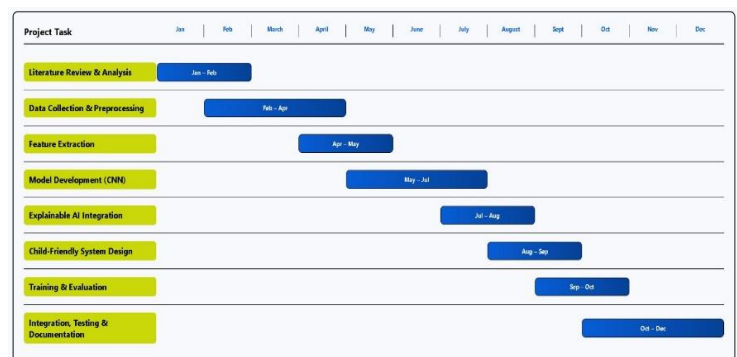 Project Task Jan Feb March April May June July August Sept Oct Nov Dec
Literature Review & Analysis Jan – Feb
Data Collection & Preprocessing Feb – Apr
Feature Extraction Apr – May
Model Development (CNN) May – Jul
Explainable AI Integration Jul – Aug
Child-Friendly System Design Aug – Sep
Training & Evaluation Sep - Oct
Integration, Testing &
Documentation Oct – Dec